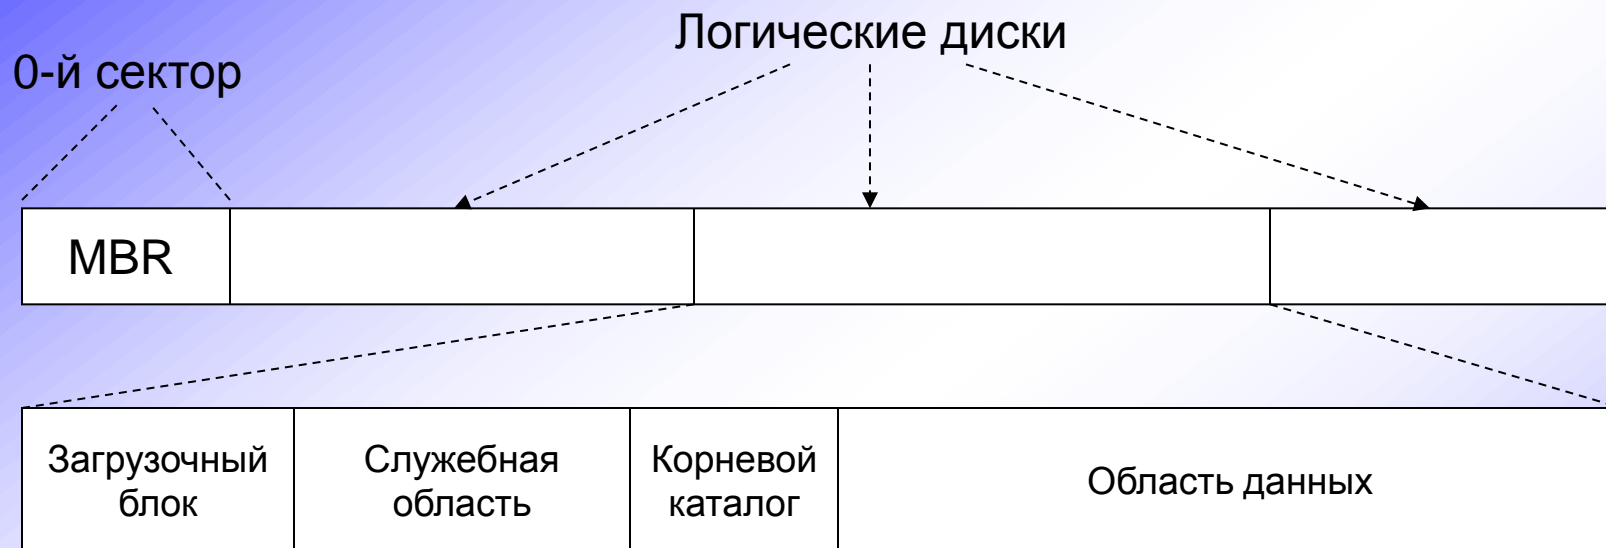 Логические диски
0-й сектор
MBR
Загрузочный
блок
Служебная
область
Корневой
каталог
Область данных